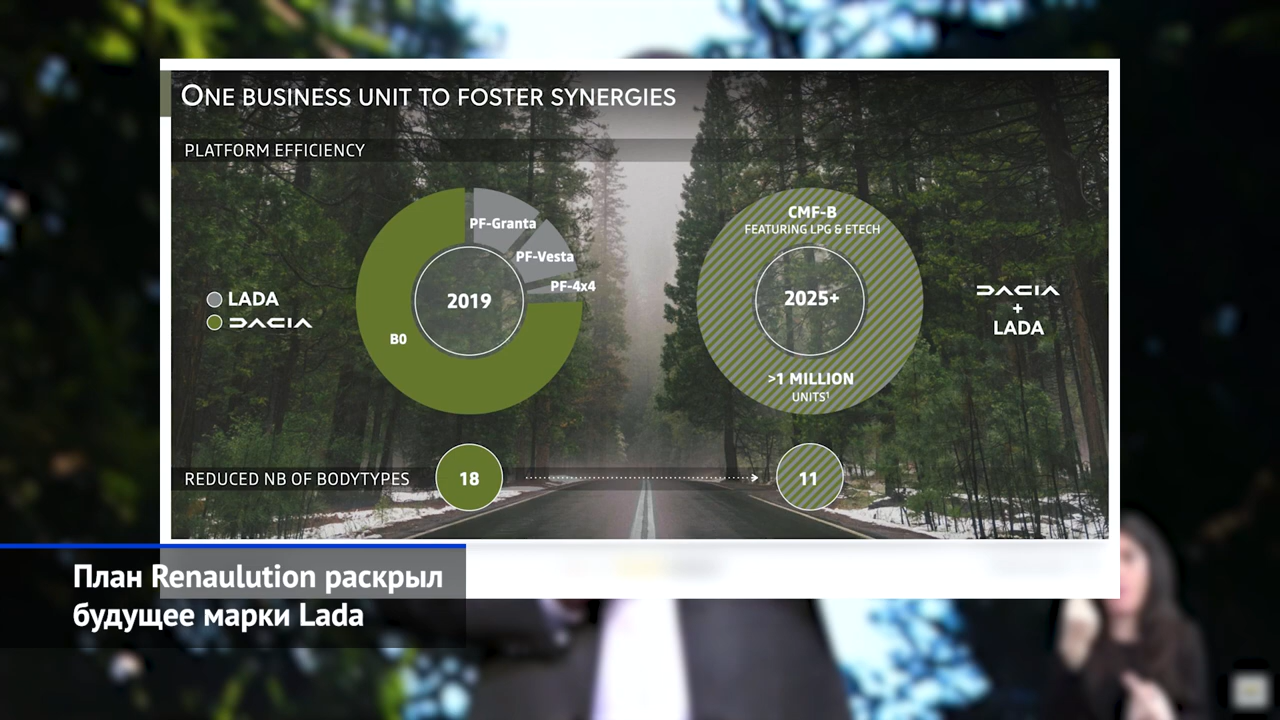 ONE BUSINESS UNIT TO FOSTER SYNERGIES
PLATFORM EFFICIENCY
PF-Granta
PF-Vesta
PF-4x4
2019
B0
LADA
DACIA
CMF-B
FEATURING LPG & ETECH
2025+
>1 MILLION
UNITS¹
DACIA
+
LADA
REDUCED NB OF BODYTYPES
18
11
План Renaulution раскрыл
будущее марки Lada